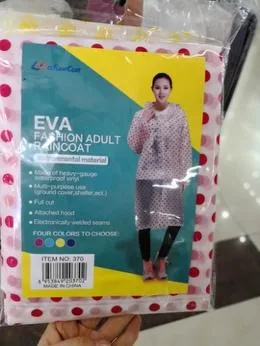 EVA
FASHION ADULT
RAINCOAT
Environmental material
Made of heavy-gauge
waterproof vinyl
Multi-purpose use
(ground cover,shelter,ect.)
Full out
Attached hood
Electronically-welded seams
FOUR COLORS TO CHOOSE:
ITEM NO: 370
MADE IN CHINA